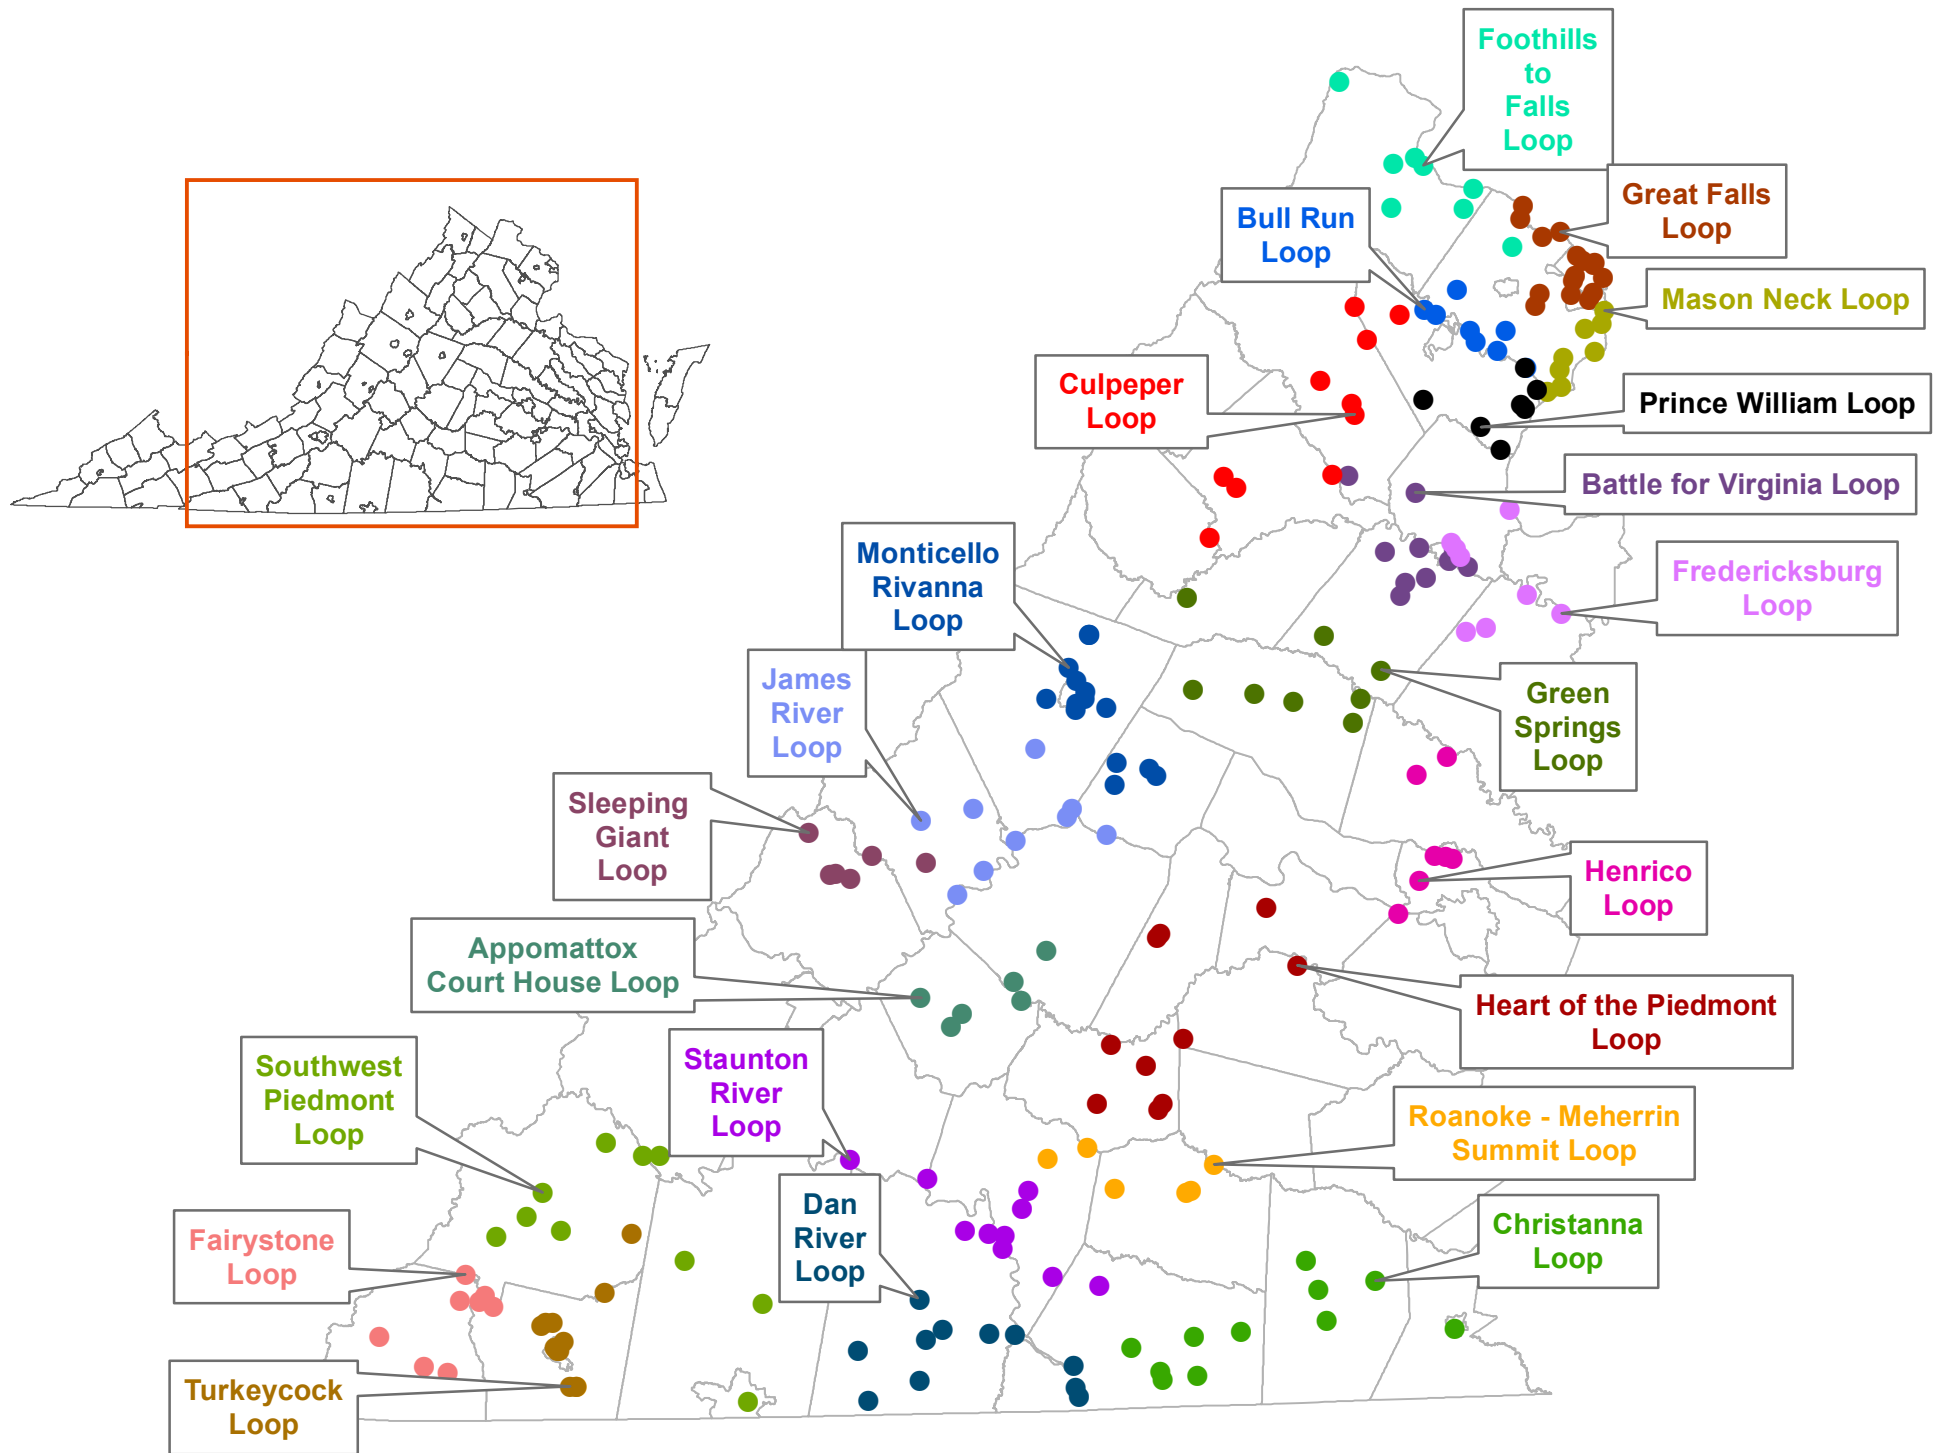 Foothills
to
Falls
Loop
Great Falls
Loop
Bull Run
Loop
Mason Neck Loop
Culpeper
Loop
Prince William Loop
Battle for Virginia Loop
Monticello
Rivanna
Loop
Fredericksburg
Loop
James
River
Loop
Green
Springs
Loop
Sleeping
Giant
Loop
Henrico
Loop
Appomattox
Court House Loop
Heart of the Piedmont
Loop
Southwest
Piedmont
Loop
Staunton
River
Loop
Roanoke - Meherrin
Summit Loop
Dan
River
Loop
Christanna
Loop
Fairystone
Loop
Turkeycock
Loop